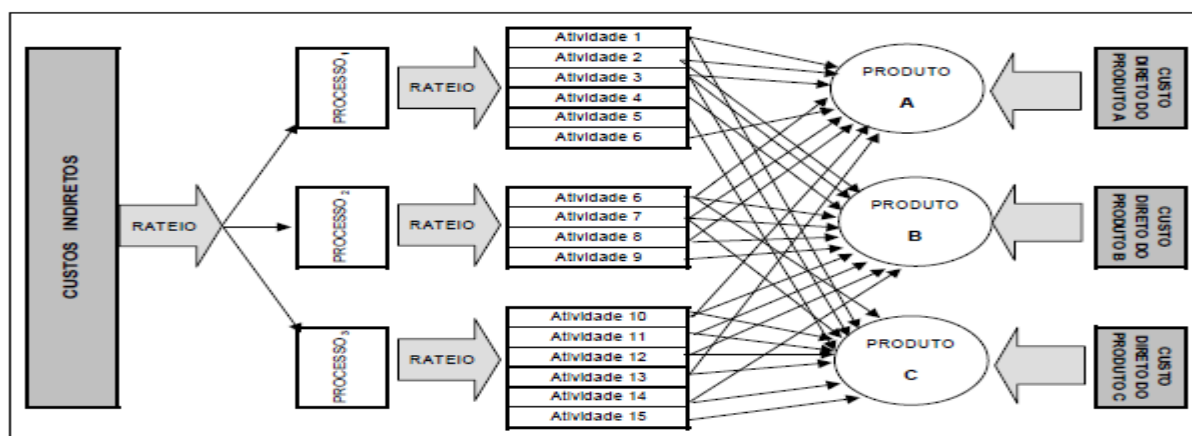 CUSTOS INDIRETOS
RATEIO
PROCESSO 1
RATEIO
Atividade 1
Atividade 2
Atividade 3
Atividade 4
Atividade 5
Atividade 6
PRODUTO
A
CUSTO
DIRETO DO
PRODUTO A
PROCESSO 2
RATEIO
Atividade 6
Atividade 7
Atividade 8
Atividade 9
PRODUTO
B
CUSTO
DIRETO DO
PRODUTO B
PROCESSO 3
RATEIO
Atividade 10
Atividade 11
Atividade 12
Atividade 13
Atividade 14
Atividade 15
PRODUTO
C
CUSTO
DIRETO DO
PRODUTO C